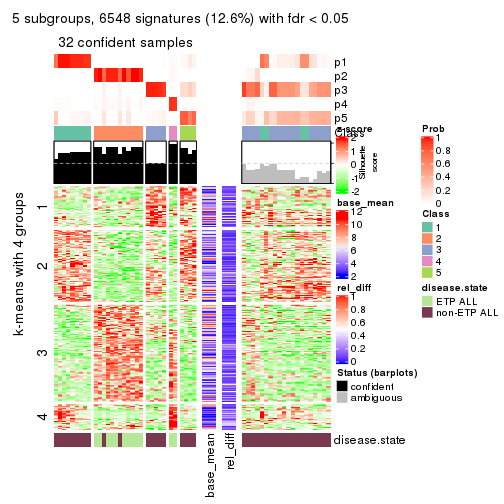 5 subgroups, 6548 signatures (12.6%) with fdr < 0.05
32 confident samples
p1
p2
p3
p4
p5
Class
Silhouette
score
k-means with 4 groups
1
2
3
4
base_mean
rel_diff
disease.state
z-score
2
1
0
-1
-2
base_mean
12
10
8
6
4
2
rel_diff
1
0.8
0.6
0.4
0.2
0
Status (barplots)
confident
ambiguous
Prob
1
0.8
0.6
0.4
0.2
0
Class
1
2
3
4
5
disease.state
ETP ALL
non-ETP ALL